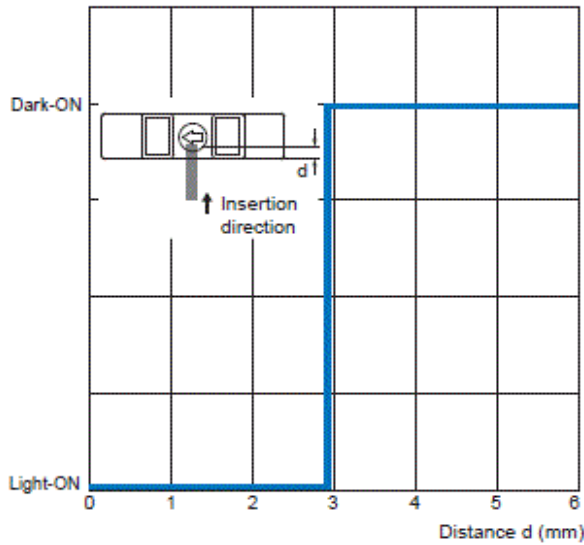 Dark-ON
d
Insertion
direction
Light-ON
0 1 2 3 4 5 6
Distance d (mm)